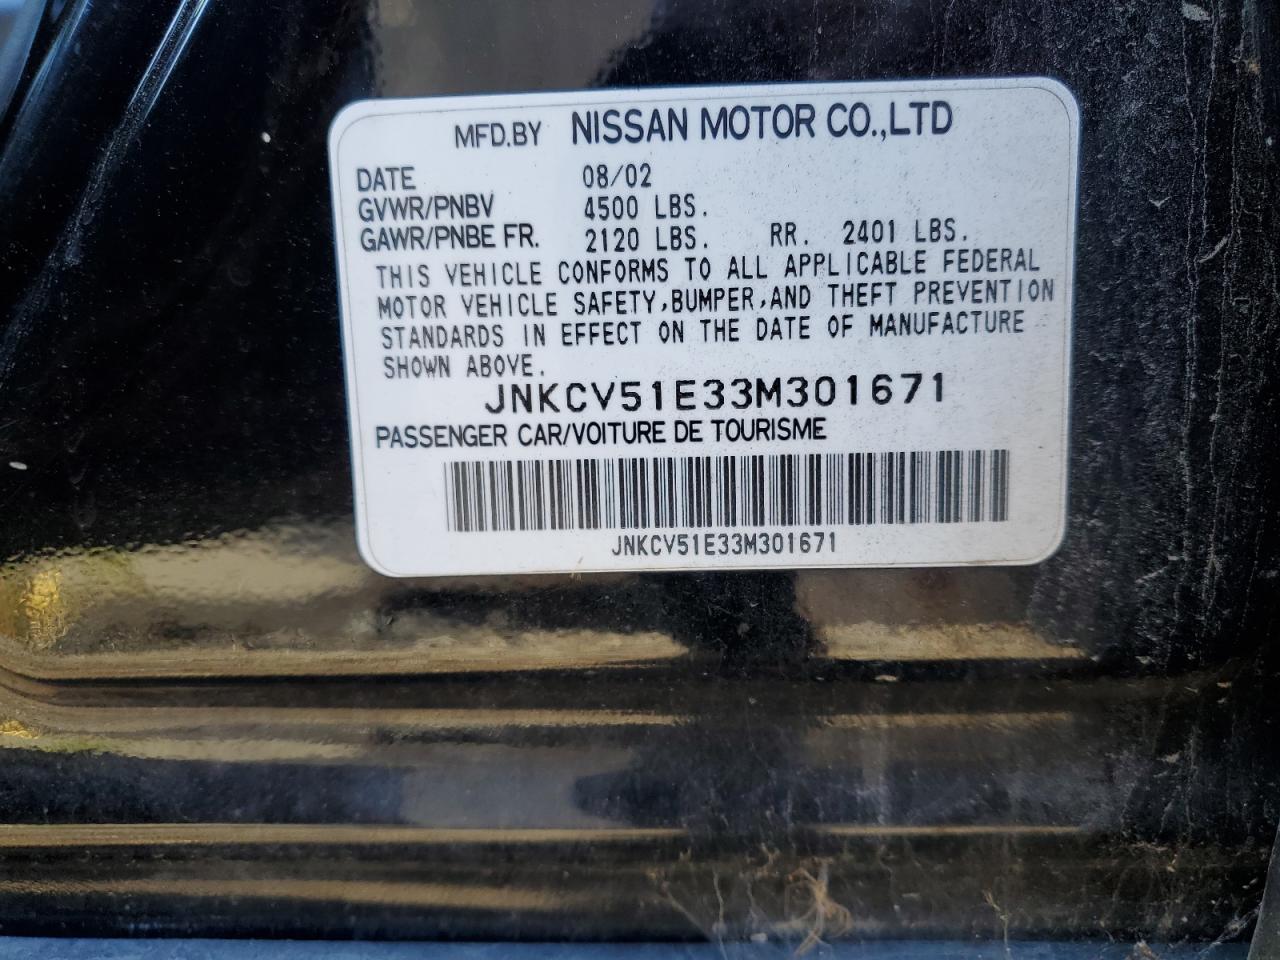 MFD.BY NISSAN MOTOR CO.,LTD
DATE 08/02
GVWR/PNBV 4500 LBS.
GAWR/PNBE FR. 2120 LBS. RR. 2401 LBS.
THIS VEHICLE CONFORMS TO ALL APPLICABLE FEDERAL
MOTOR VEHICLE SAFETY,BUMPER,AND THEFT PREVENTION
STANDARDS IN EFFECT ON THE DATE OF MANUFACTURE
SHOWN ABOVE.
JNKCV51E33M301671
PASSENGER CAR/VOITURE DE TOURISME
JNKCV51E33M301671